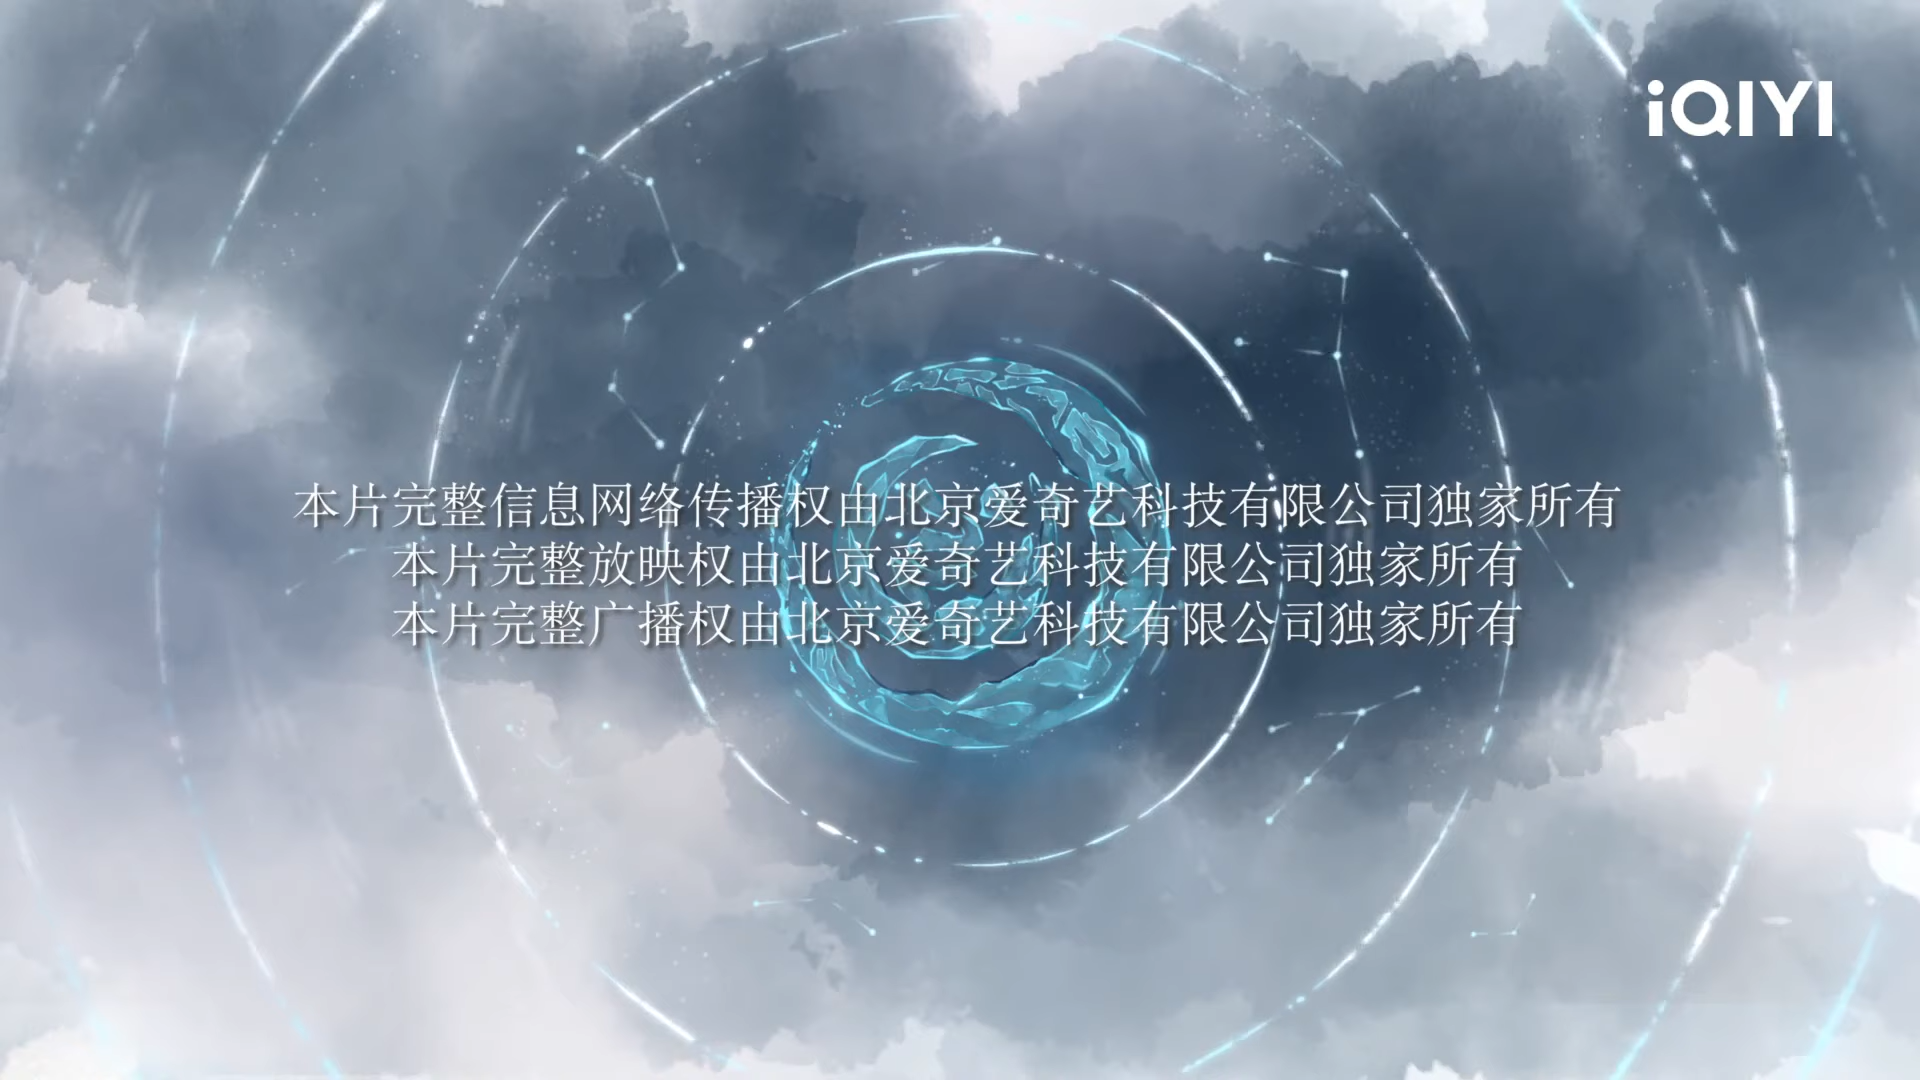 iQIYI
本片完整信息网络传播权由北京爱奇艺科技有限公司独家所有
本片完整放映权由北京爱奇艺科技有限公司独家所有
本片完整广播权由北京爱奇艺科技有限公司独家所有